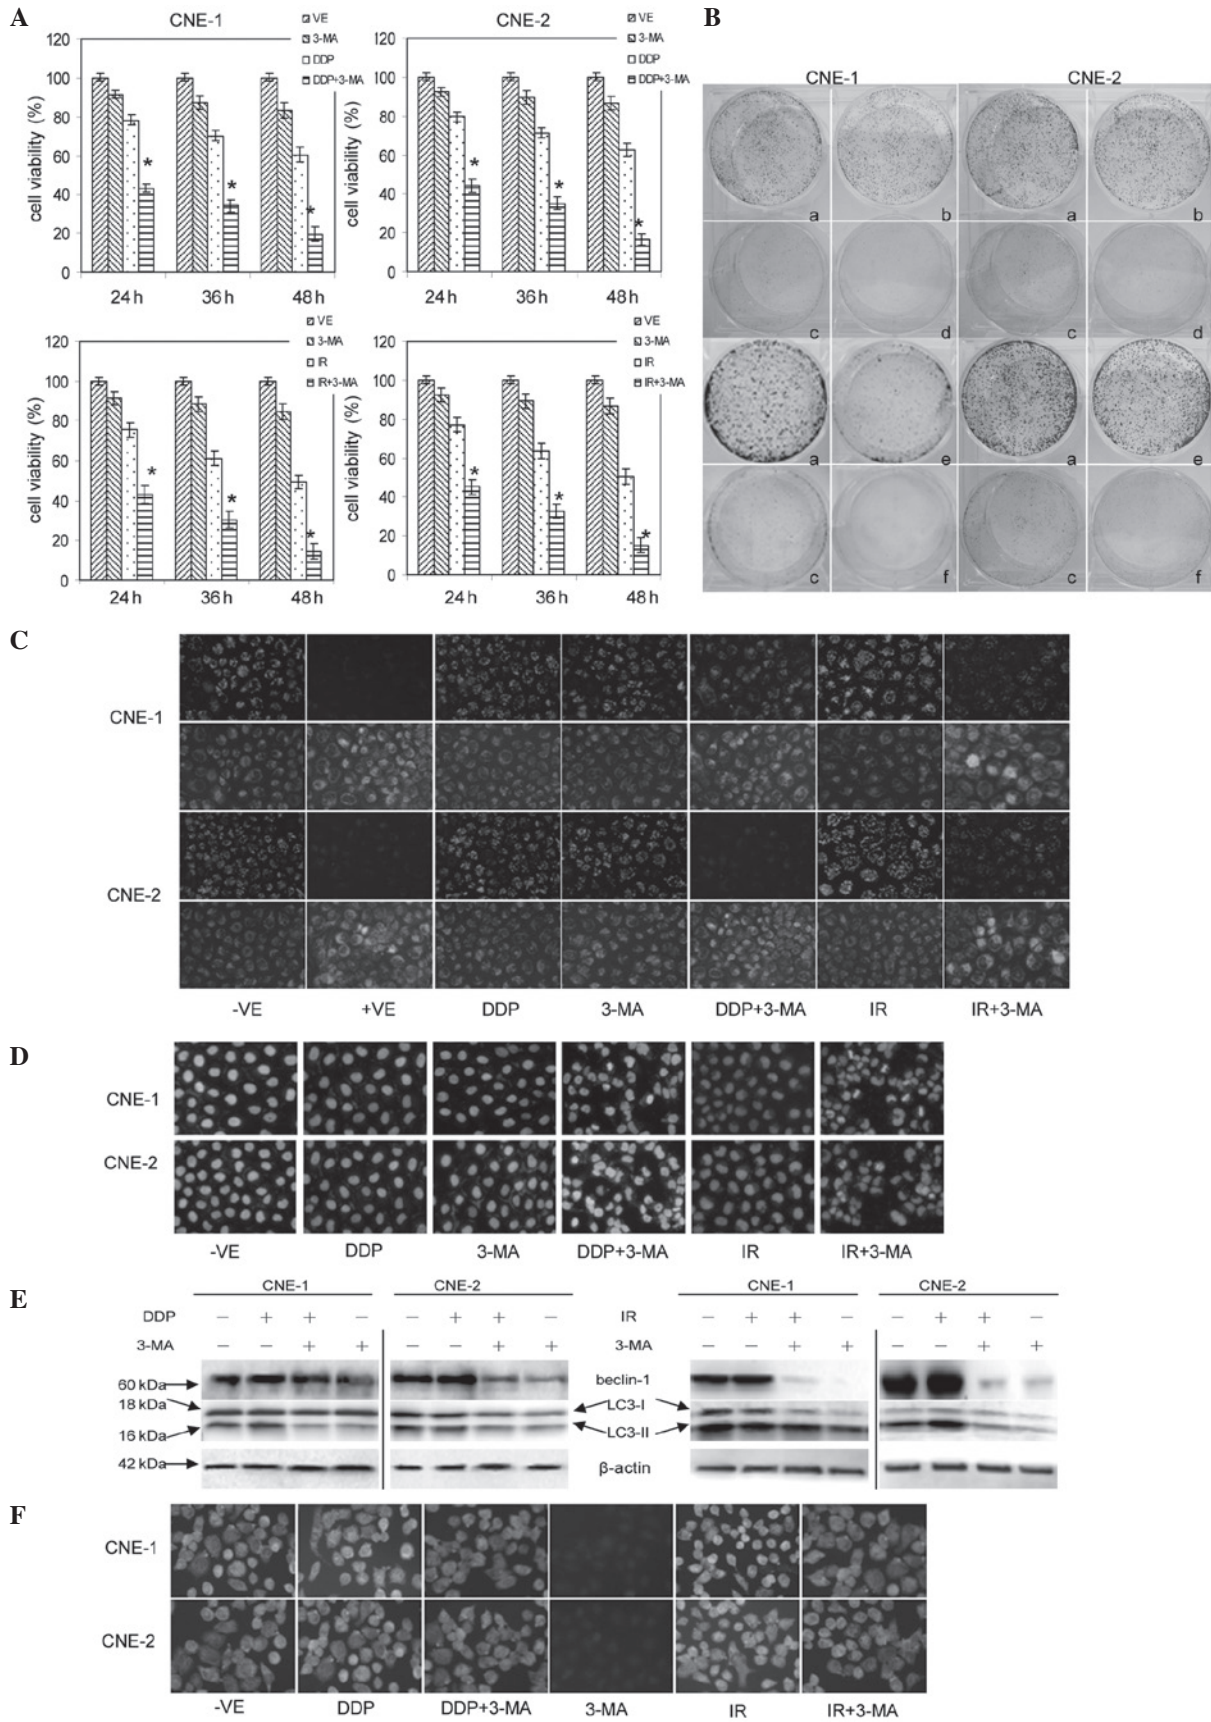 A
CNE-1
CNE-2
B
VE
3-MA
DDP
DDP+3-MA
VE
3-MA
DDP
DDP+3-MA
cell viability (%)
120
100
80
60
40
20
0
* * *
24 h 36 h 48 h
cell viability (%)
120
100
80
60
40
20
0
* * *
24 h 36 h 48 h
VE
3-MA
IR
IR+3-MA
VE
3-MA
IR
IR+3-MA
cell viability (%)
120
100
80
60
40
20
0
* * *
24 h 36 h 48 h
cell viability (%)
120
100
80
60
40
20
0
* * *
24 h 36 h 48 h
CNE-1 CNE-2
a b a b
c d c d
a e a e
c f c f
C
CNE-1
CNE-2
-VE +VE DDP 3-MA DDP+3-MA IR IR+3-MA
D
CNE-1
CNE-2
-VE DDP 3-MA DDP+3-MA IR IR+3-MA
E
CNE-1 CNE-2 CNE-1 CNE-2
DDP − + + − − + + − IR − + + − − + + −
3-MA − − + + − − + + 3-MA − − + + − − + +
60 kDa beclin-1
18 kDa LC3-I
16 kDa LC3-II
42 kDa β-actin
F
CNE-1
CNE-2
-VE DDP DDP+3-MA 3-MA IR IR+3-MA